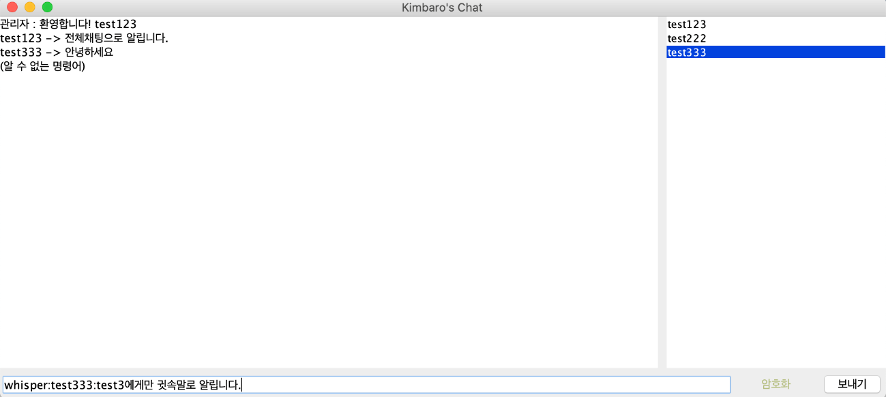 Kimbaro's Chat
관리자 : 환영합니다! test123
test123 -> 전체채팅으로 알립니다.
test333 -> 안녕하세요
(알 수 없는 명령어)
test123
test222
test333
whisper:test333:test3에게만 귓속말로 알립니다.
암호화
보내기